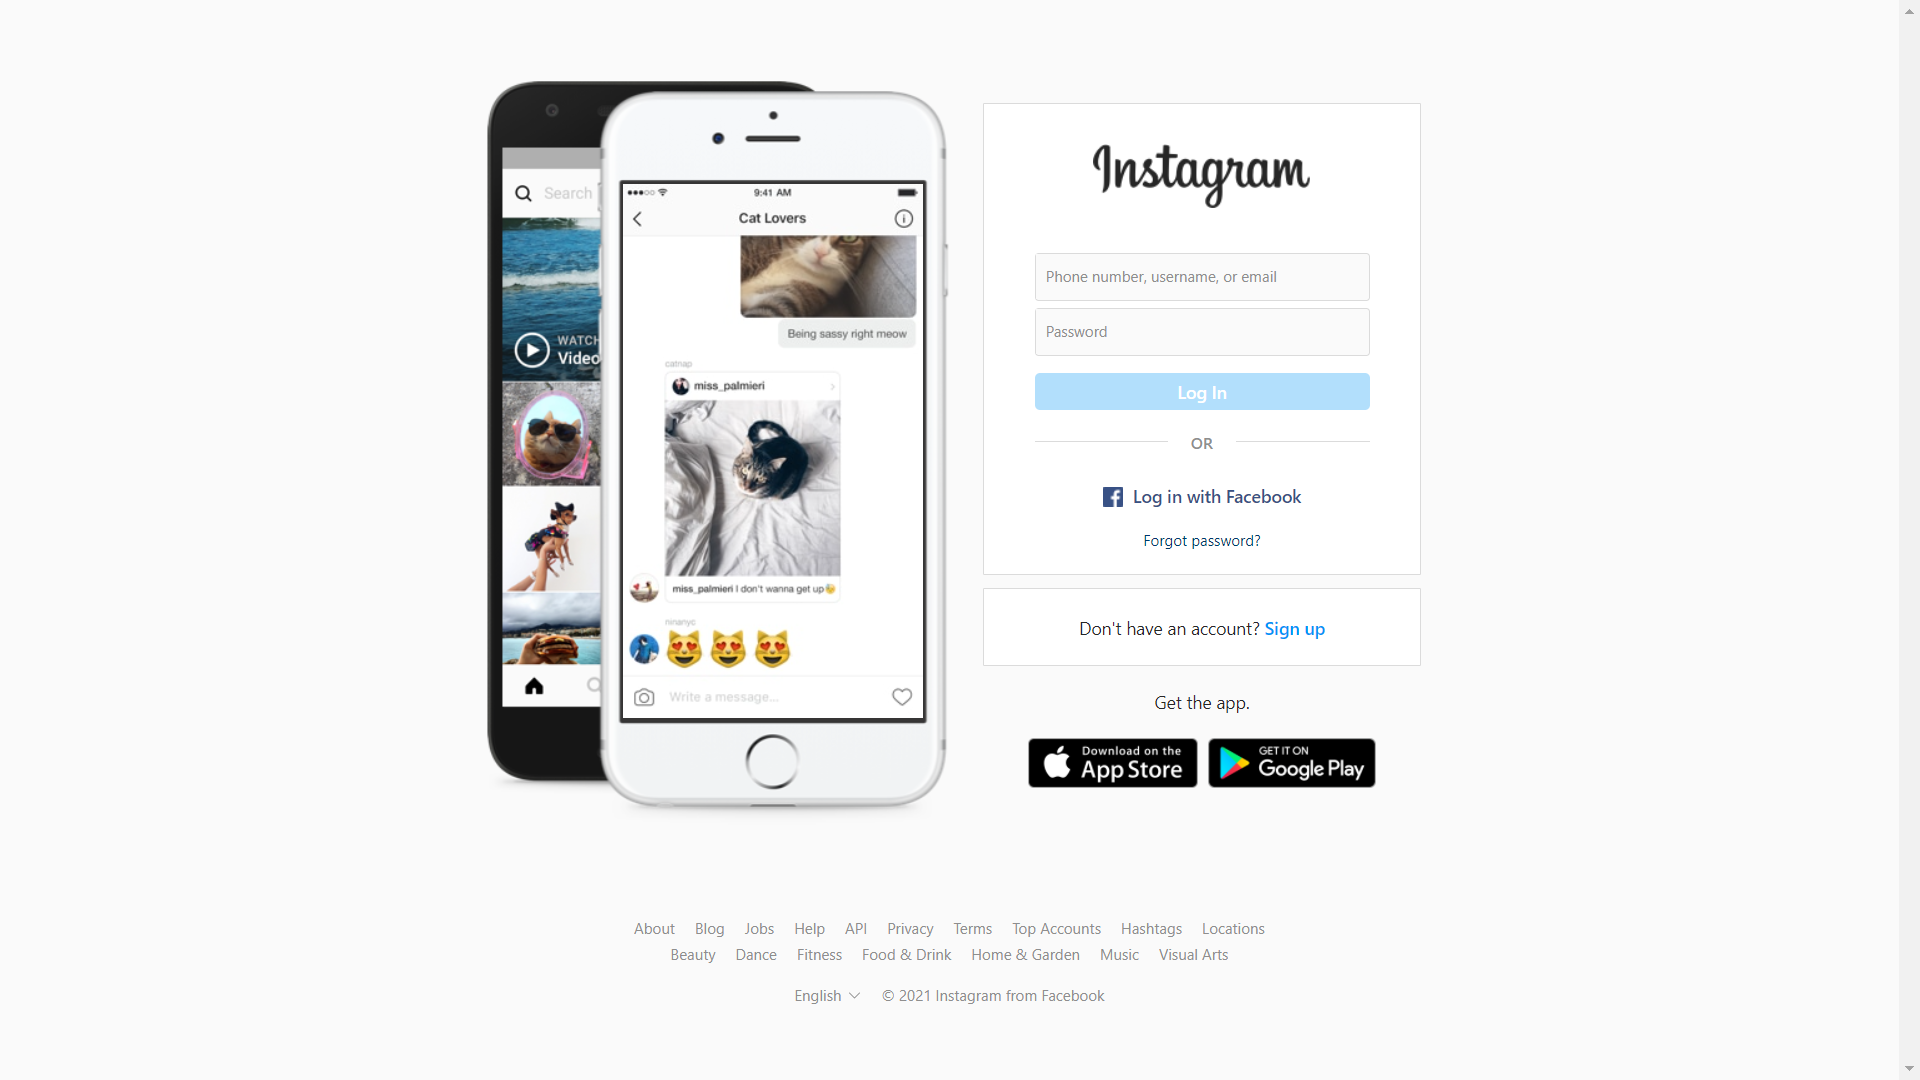 Search
WATCH
Video
9:41 AM
Cat Lovers
Being sassy right meow
catnap
miss_palmieri
miss_palmieri I don't wanna get up
ninanyc
Write a message...
Instagram
Phone number, username, or email
Password
Log In
OR
Log in with Facebook
Forgot password?
Don't have an account? Sign up
Get the app.
Download on the
App Store
GET IT ON
Google Play
About Blog Jobs Help API Privacy Terms Top Accounts Hashtags Locations
Beauty Dance Fitness Food & Drink Home & Garden Music Visual Arts
English © 2021 Instagram from Facebook